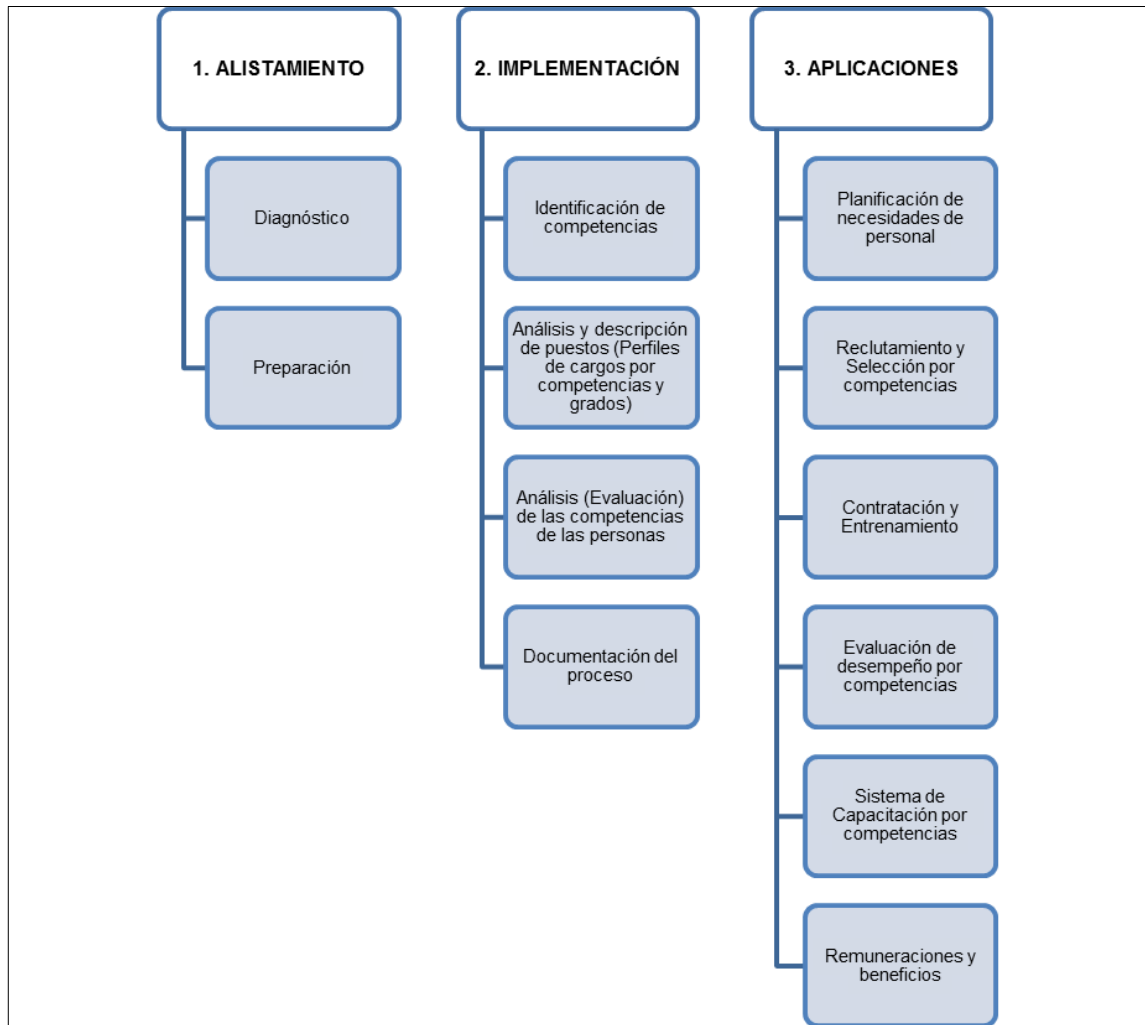 1. ALISTAMIENTO
Diagnóstico
Preparación
2. IMPLEMENTACIÓN
Identificación de
competencias
Análisis y descripción
de puestos (Perfiles
de cargos por
competencias y
grados)
Análisis (Evaluación)
de las competencias
de las personas
Documentación del
proceso
3. APLICACIONES
Planificación de
necesidades de
personal
Reclutamiento y
Selección por
competencias
Contratación y
Entrenamiento
Evaluación de
desempeño por
competencias
Sistema de
Capacitación por
competencias
Remuneraciones y
beneficios